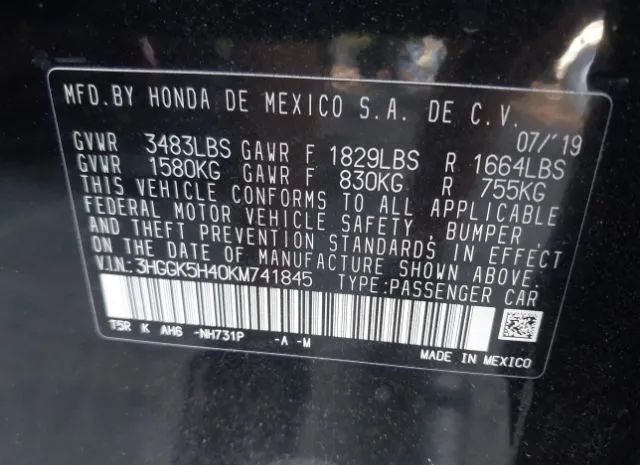 MFD. BY HONDA DE MEXICO S.A. DE C.V.
07/'19
GVWR 3483LBS GAWR F 1829LBS R 1664LBS
GVWR 1580KG GAWR F 830KG R 755KG
THIS VEHICLE CONFORMS TO ALL APPLICABLE
FEDERAL MOTOR VEHICLE SAFETY, BUMPER,
AND THEFT PREVENTION STANDARDS IN EFFECT
ON THE DATE OF MANUFACTURE SHOWN ABOVE.
V.I.N.: 3HGGK5H40KM741845 TYPE: PASSENGER CAR
T5R K AH6 -NH731P -A -M
MADE IN MEXICO